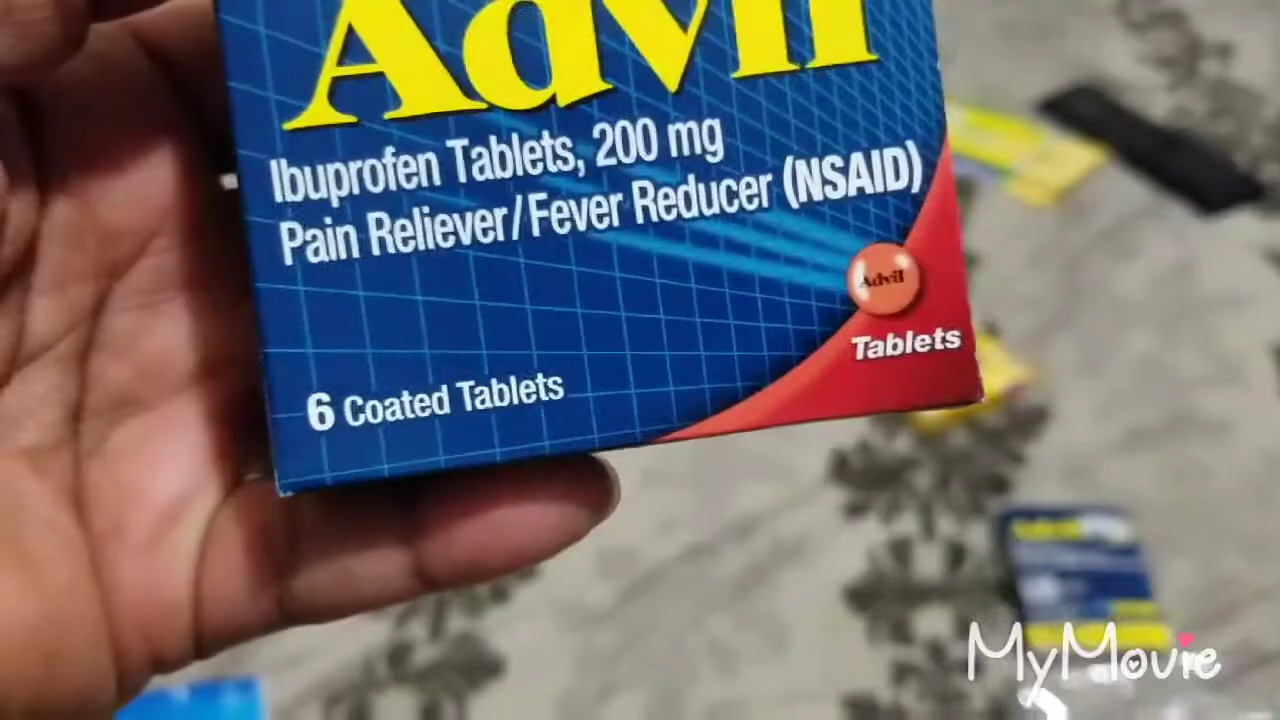 Advil
Ibuprofen Tablets, 200 mg
Pain Reliever/Fever Reducer (NSAID)
Advil
Tablets
6 Coated Tablets
MyMovie